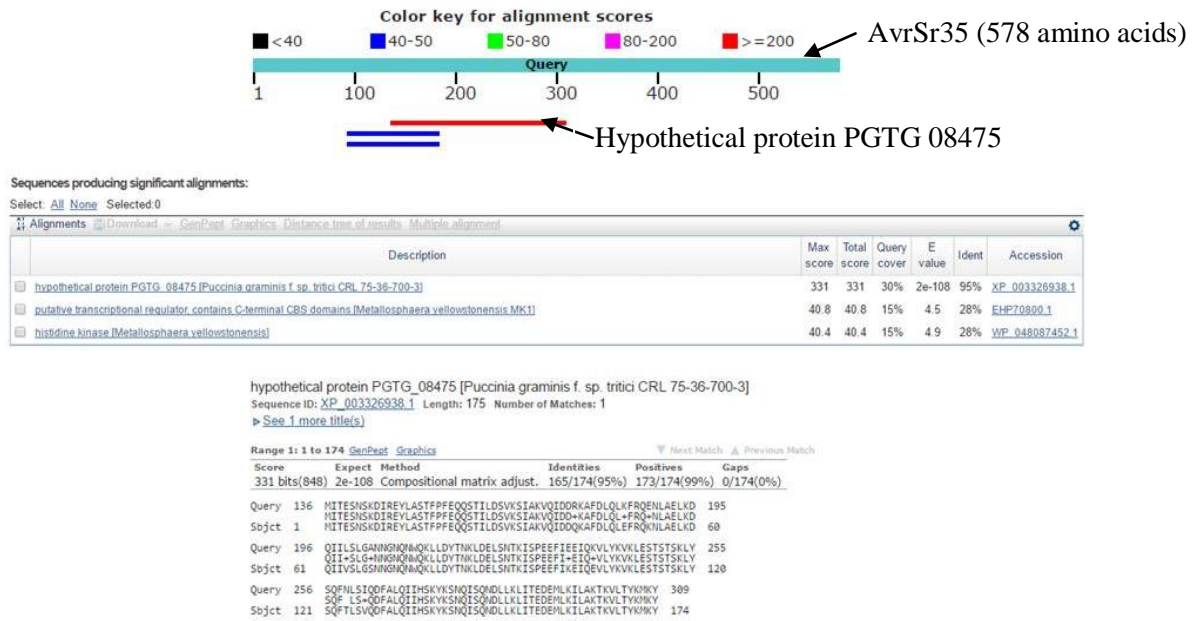 Color key for alignment scores
<40 40-50 50-80 80-200 >=200
AvrSr35 (578 amino acids)
Query
1 100 200 300 400 500
Hypothetical protein PGTG 08475
Sequences producing significant alignments:
Select: All None Selected:0
Alignments Download GenPept Graphics Distance tree of results Multiple alignment
Description Max score Total score Query cover E value Ident Accession
hypothetical protein PGTG_08475 [Puccinia graminis f. sp. tritici CRL 75-36-700-3] 331 331 30% 2e-108 95% XP_003326938.1
putative transcriptional regulator, contains C-terminal CBS domains [Metallosphaera yellowstonensis MK1] 40.8 40.8 15% 4.5 28% EHP70800.1
histidine kinase [Metallosphaera yellowstonensis] 40.4 40.4 15% 4.9 28% WP_048087452.1
hypothetical protein PGTG_08475 [Puccinia graminis f. sp. tritici CRL 75-36-700-3]
Sequence ID: XP_003326938.1 Length: 175 Number of Matches: 1
See 1 more title(s)
Range 1: 1 to 174 GenPept Graphics Next Match Previous Match
Score Expect Method Identities Positives Gaps
331 bits(848) 2e-108 Compositional matrix adjust. 165/174(95%) 173/174(99%) 0/174(0%)
Query 136 MITESNSKDIREYLASTFPFEQQSTILDSVKSIAKVQIDDRKAFDLQLKFRQENLAELKD 195
MITESNSKDIREYLASTFPFEQQSTILDSVKSIAKVQIDD+KAFDLQL+FRQ+NLAELKD
Sbjct 1 MITESNSKDIREYLASTFPFEQQSTILDSVKSIAKVQIDDQKAFDLQLEFRQKNLAELKD 60
Query 196 QIILSLGANNGNQNWQKLLDYTNKLDELSNTKISPEEFIEEIQKVLYKVKLESTSTSKLY 255
QII+SLG+NNGNQNWQKLLDYTNKLDELSNTKISPEEFI+EIQ+VLYKVKLESTSTSKLY
Sbjct 61 QIIVSLGSNNGNQNWQKLLDYTNKLDELSNTKISPEEFIKEIQEVLYKVKLESTSTSKLY 120
Query 256 SQFNLSIQDFALQIIHSKYKSNQISQNDLLKLITEDEMLKILAKTKVLTYKMKY 309
SQF LS+QDFALQIIHSKYKSNQISQNDLLKLITEDEMLKILAKTKVLTYKMKY
Sbjct 121 SQFTLSVQDFALQIIHSKYKSNQISQNDLLKLITEDEMLKILAKTKVLTYKMKY 174